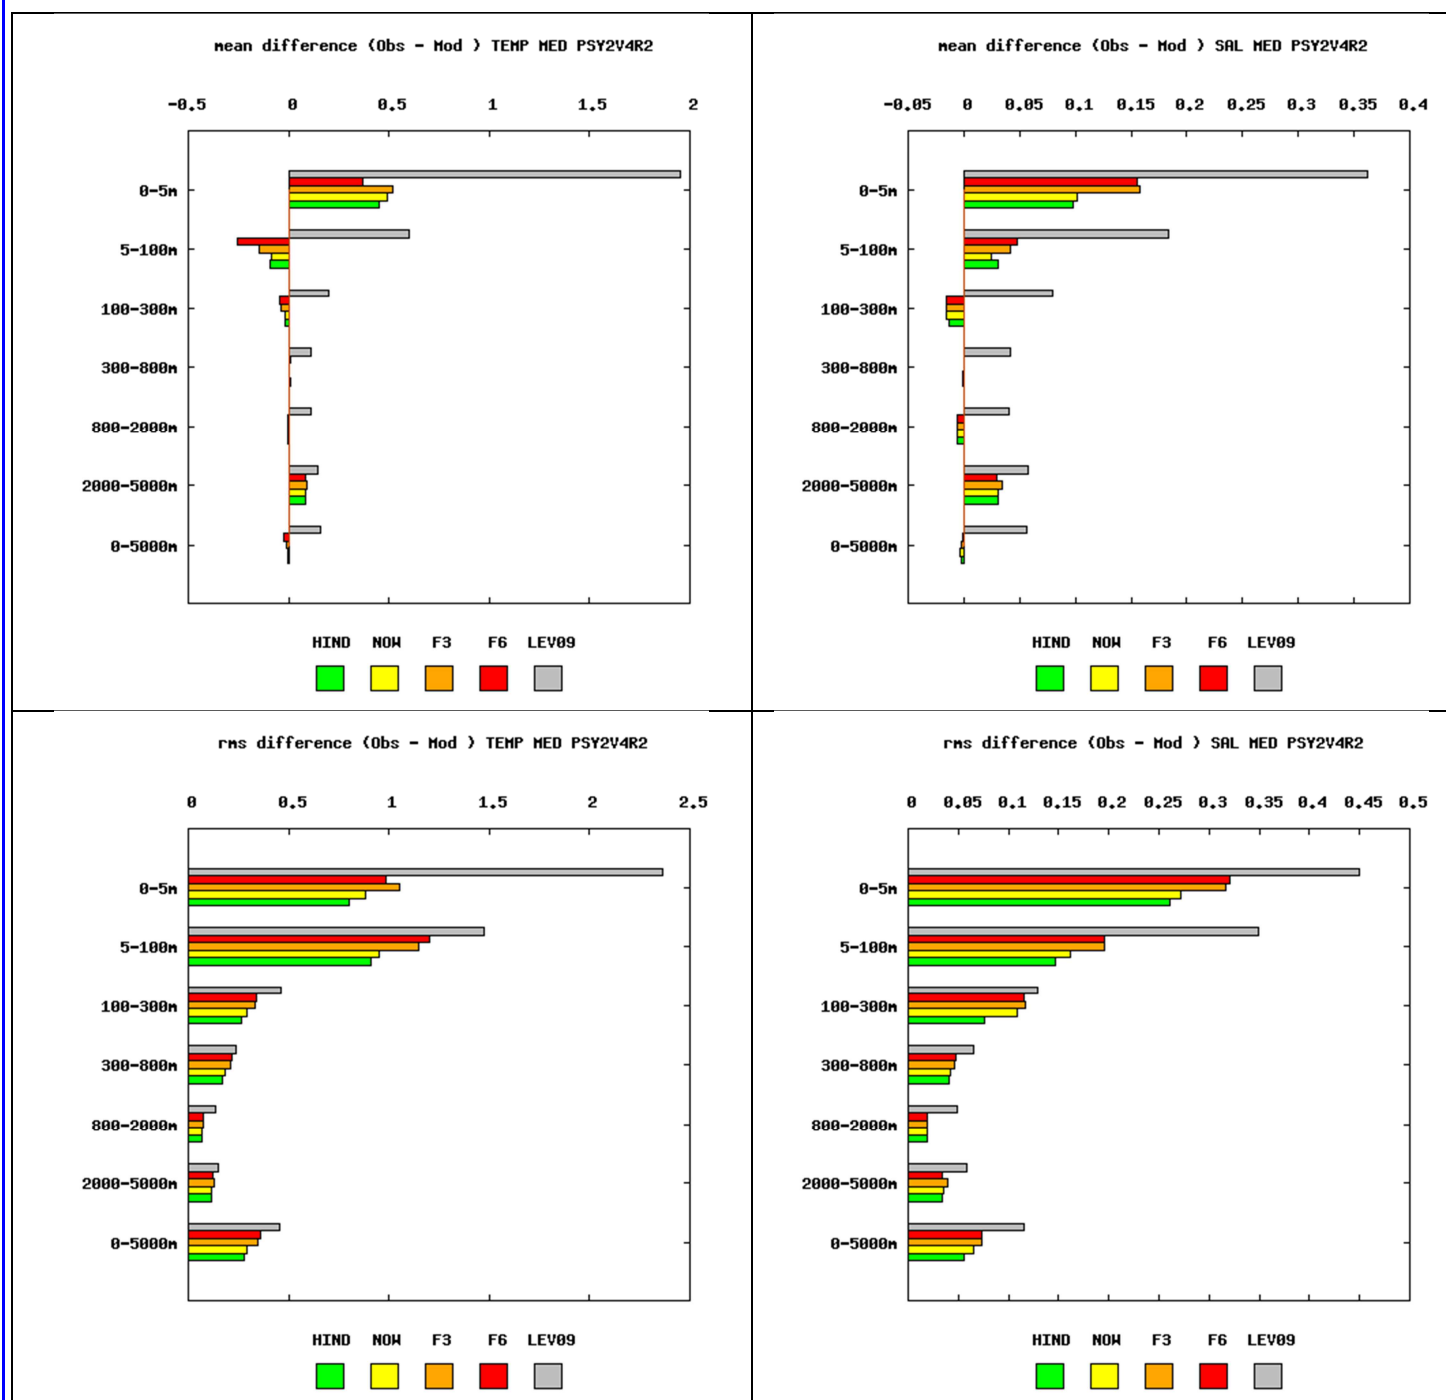 mean difference (Obs - Mod ) TEMP MED PSY2V4R2
-0.5 0 0.5 1 1.5 2
0-5m
5-100m
100-300m
300-800m
800-2000m
2000-5000m
0-5000m
HIND NOW F3 F6 LEV09
mean difference (Obs - Mod ) SAL MED PSY2V4R2
-0.05 0 0.05 0.1 0.15 0.2 0.25 0.3 0.35 0.4
0-5m
5-100m
100-300m
300-800m
800-2000m
2000-5000m
0-5000m
HIND NOW F3 F6 LEV09
rms difference (Obs - Mod ) TEMP MED PSY2V4R2
0 0.5 1 1.5 2 2.5
0-5m
5-100m
100-300m
300-800m
800-2000m
2000-5000m
0-5000m
HIND NOW F3 F6 LEV09
rms difference (Obs - Mod ) SAL MED PSY2V4R2
0 0.05 0.1 0.15 0.2 0.25 0.3 0.35 0.4 0.45 0.5
0-5m
5-100m
100-300m
300-800m
800-2000m
2000-5000m
0-5000m
HIND NOW F3 F6 LEV09